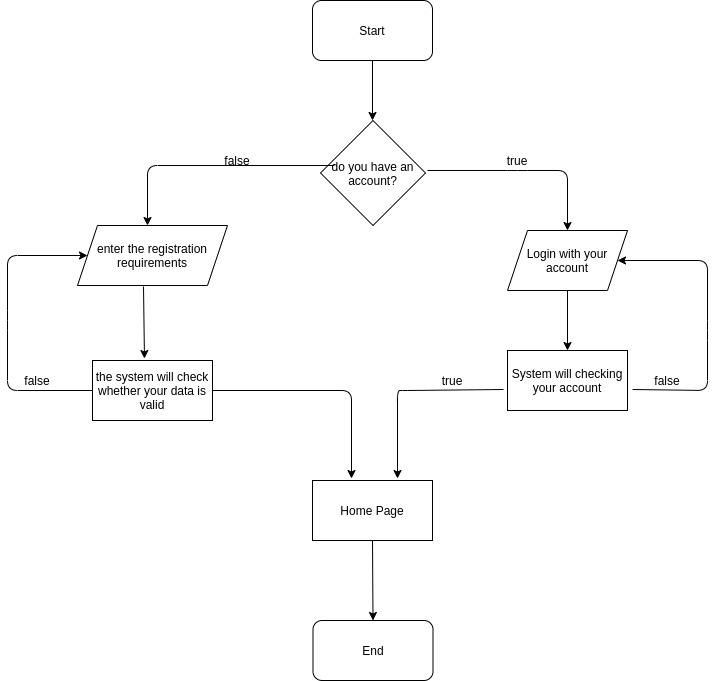 Start
do you have an
account?
false
true
enter the registration
requirements
Login with your
account
the system will check
whether your data is
valid
false
System will checking
your account
true
false
Home Page
End